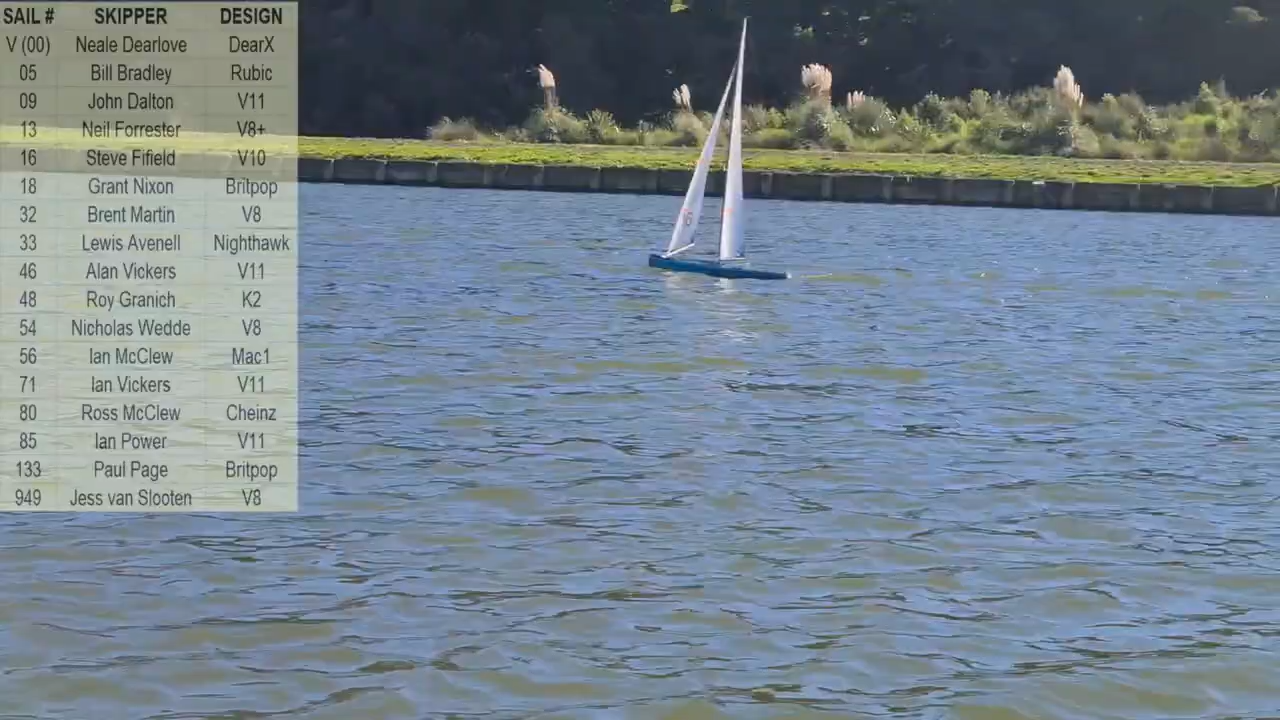 SAIL # SKIPPER DESIGN
V (00) Neale Dearlove DearX
05 Bill Bradley Rubic
09 John Dalton V11
13 Neil Forrester V8+
16 Steve Fifield V10
18 Grant Nixon Britpop
32 Brent Martin V8
33 Lewis Avenell Nighthawk
46 Alan Vickers V11
48 Roy Granich K2
54 Nicholas Wedde V8
56 Ian McClew Mac1
71 Ian Vickers V11
80 Ross McClew Cheinz
85 Ian Power V11
133 Paul Page Britpop
949 Jess van Slooten V8